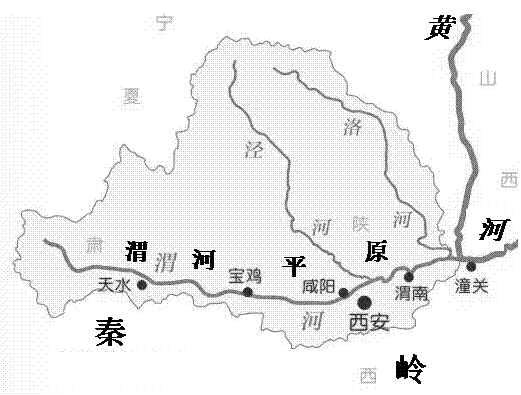 宁
黄
夏
山
泾
洛
西
陕
河
河
河
肃
渭 河 平 原
渭
天水
宝鸡
咸阳
渭南
潼关
河
西安
秦
岭
西